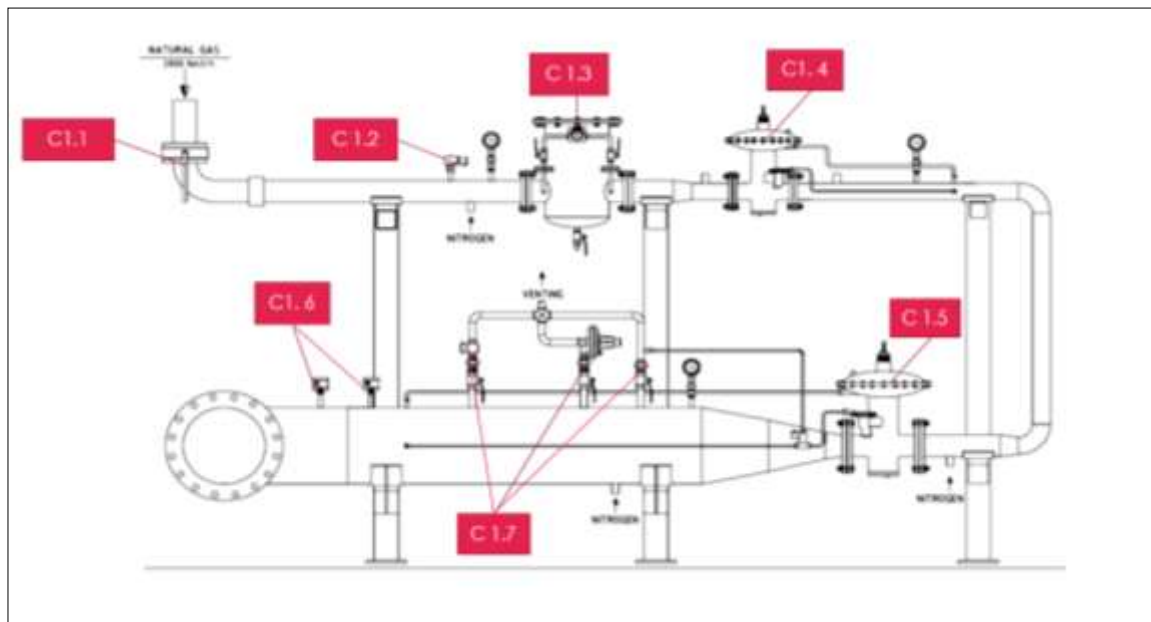 NATURAL GAS
C 1.3
C1. 4
C1.1
C1.2
NITROGEN
VENTING
C1. 6
C 1.5
NITROGEN
C 1.7
NITROGEN